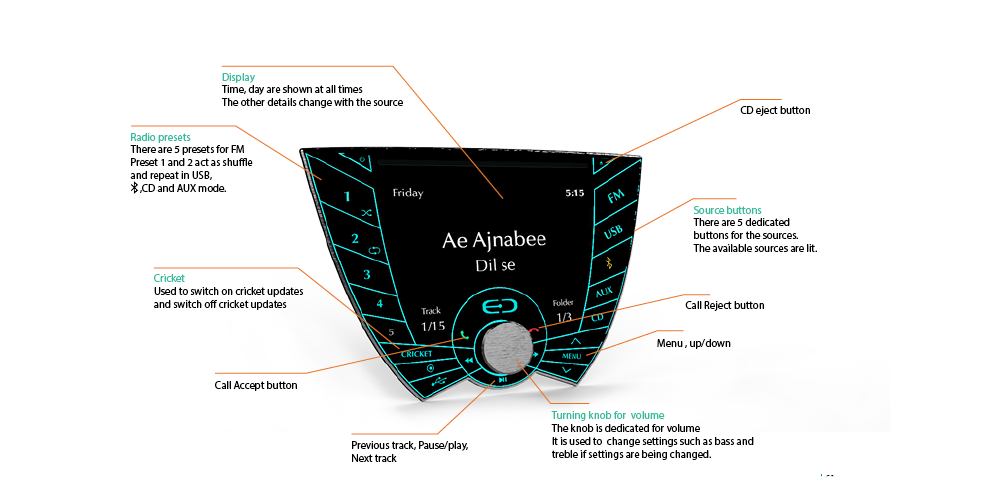 Display
Time, day are shown at all times
The other details change with the source
CD eject button
Radio presets
There are 5 presets for FM
Preset 1 and 2 act as shuffle
and repeat in USB,
,CD and AUX mode.
Source buttons
There are 5 dedicated
buttons for the sources.
The available sources are lit.
Cricket
Used to switch on cricket updates
and switch off cricket updates
Call Reject button
Menu , up/down
Call Accept button
Turning knob for volume
The knob is dedicated for volume
It is used to change settings such as bass and
treble if settings are being changed.
Previous track, Pause/play,
Next track
Friday
5:15
Ae Ajnabee
Dil se
Track
1/15
Folder
1/3
1
2
3
4
5
CRICKET
FM
USB
AUX
CD
MENU